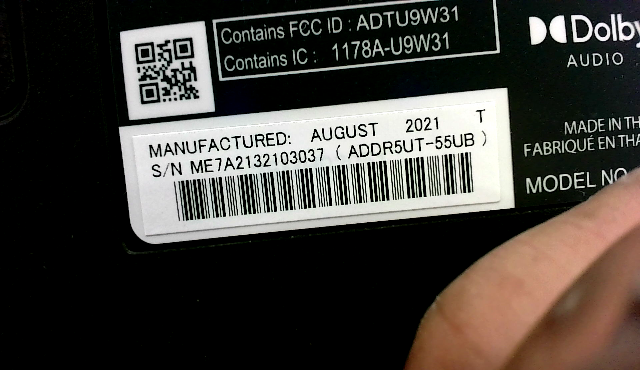 Contains FCC ID : ADTU9W31
Contains IC : 1178A-U9W31
Dolby
AUDIO
MANUFACTURED: AUGUST 2021 T
S/N ME7A2132103037 ( ADDR5UT-55UB )
MADE IN TH
FABRIQUÉ EN THA
MODEL NO